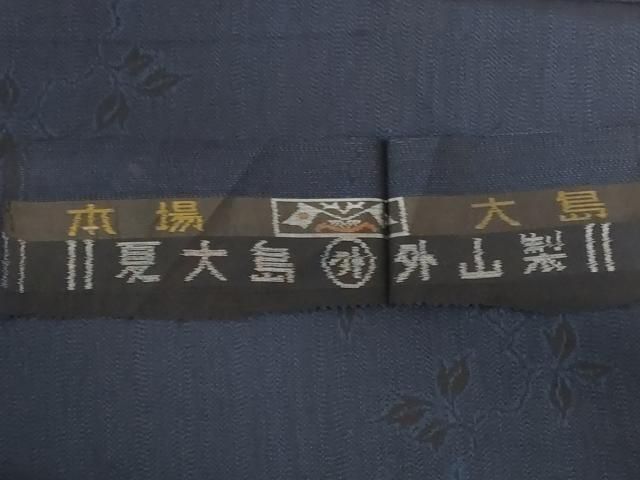 本場 大島
夏大島 外 外山製